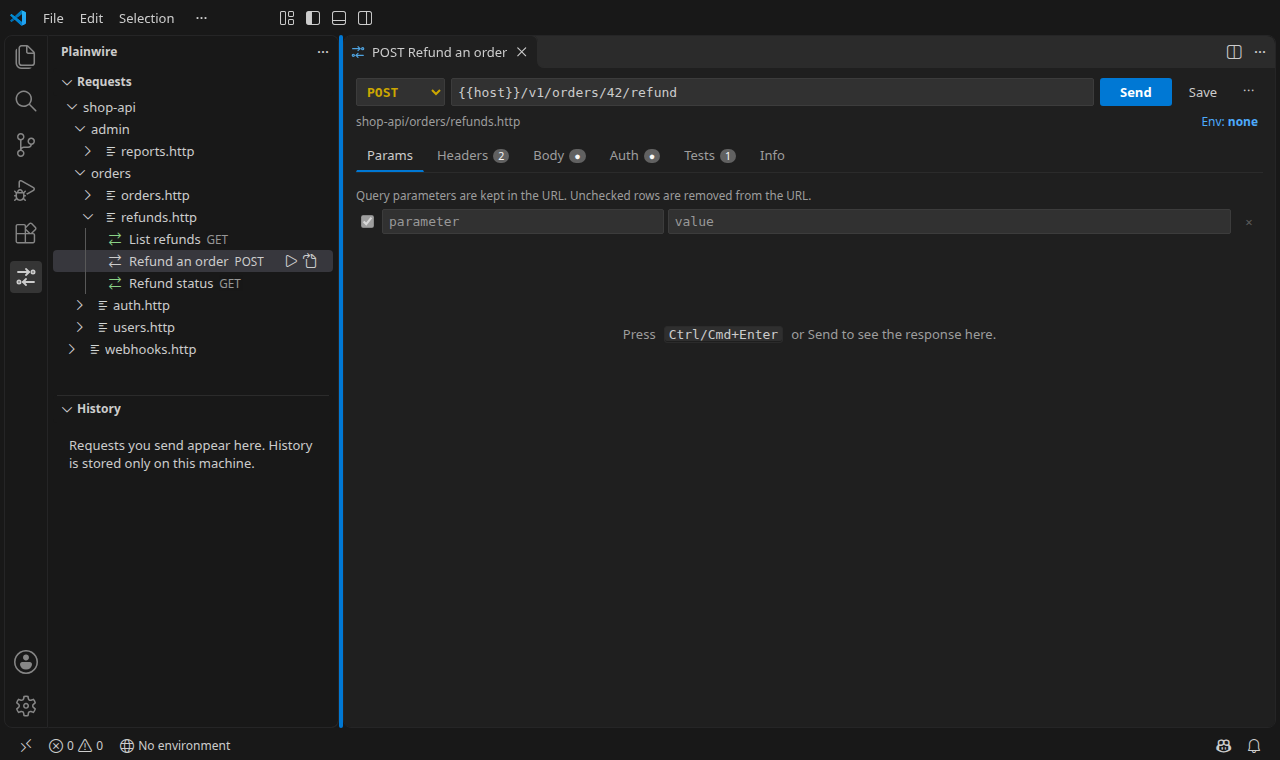 File Edit Selection ···
Plainwire ···
Requests
shop-api
admin
reports.http
orders
orders.http
refunds.http
List refunds GET
Refund an order POST
Refund status GET
auth.http
users.http
webhooks.http
History
Requests you send appear here. History
is stored only on this machine.
POST Refund an order
POST {{host}}/v1/orders/42/refund Send Save ···
shop-api/orders/refunds.http Env: none
Params Headers 2 Body Auth Tests 1 Info
Query parameters are kept in the URL. Unchecked rows are removed from the URL.
parameter value
Press Ctrl/Cmd+Enter or Send to see the response here.
0 0 No environment